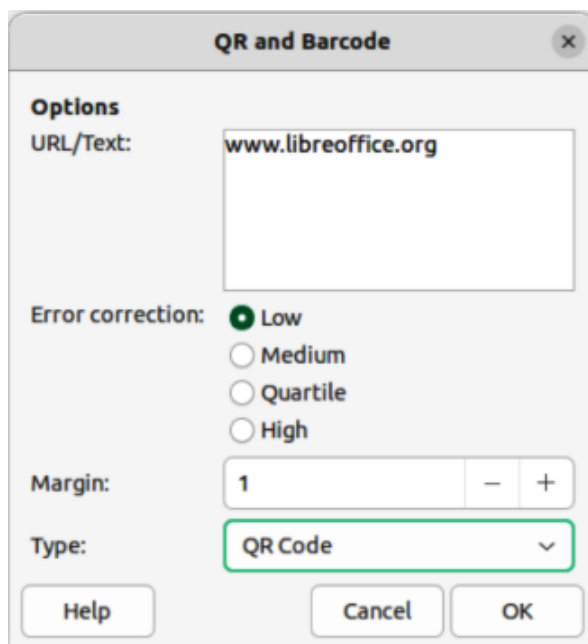 QR and Barcode
Options
URL/Text: www.libreoffice.org
Error correction: Low
Medium
Quartile
High
Margin: 1
Type: QR Code
Help Cancel OK